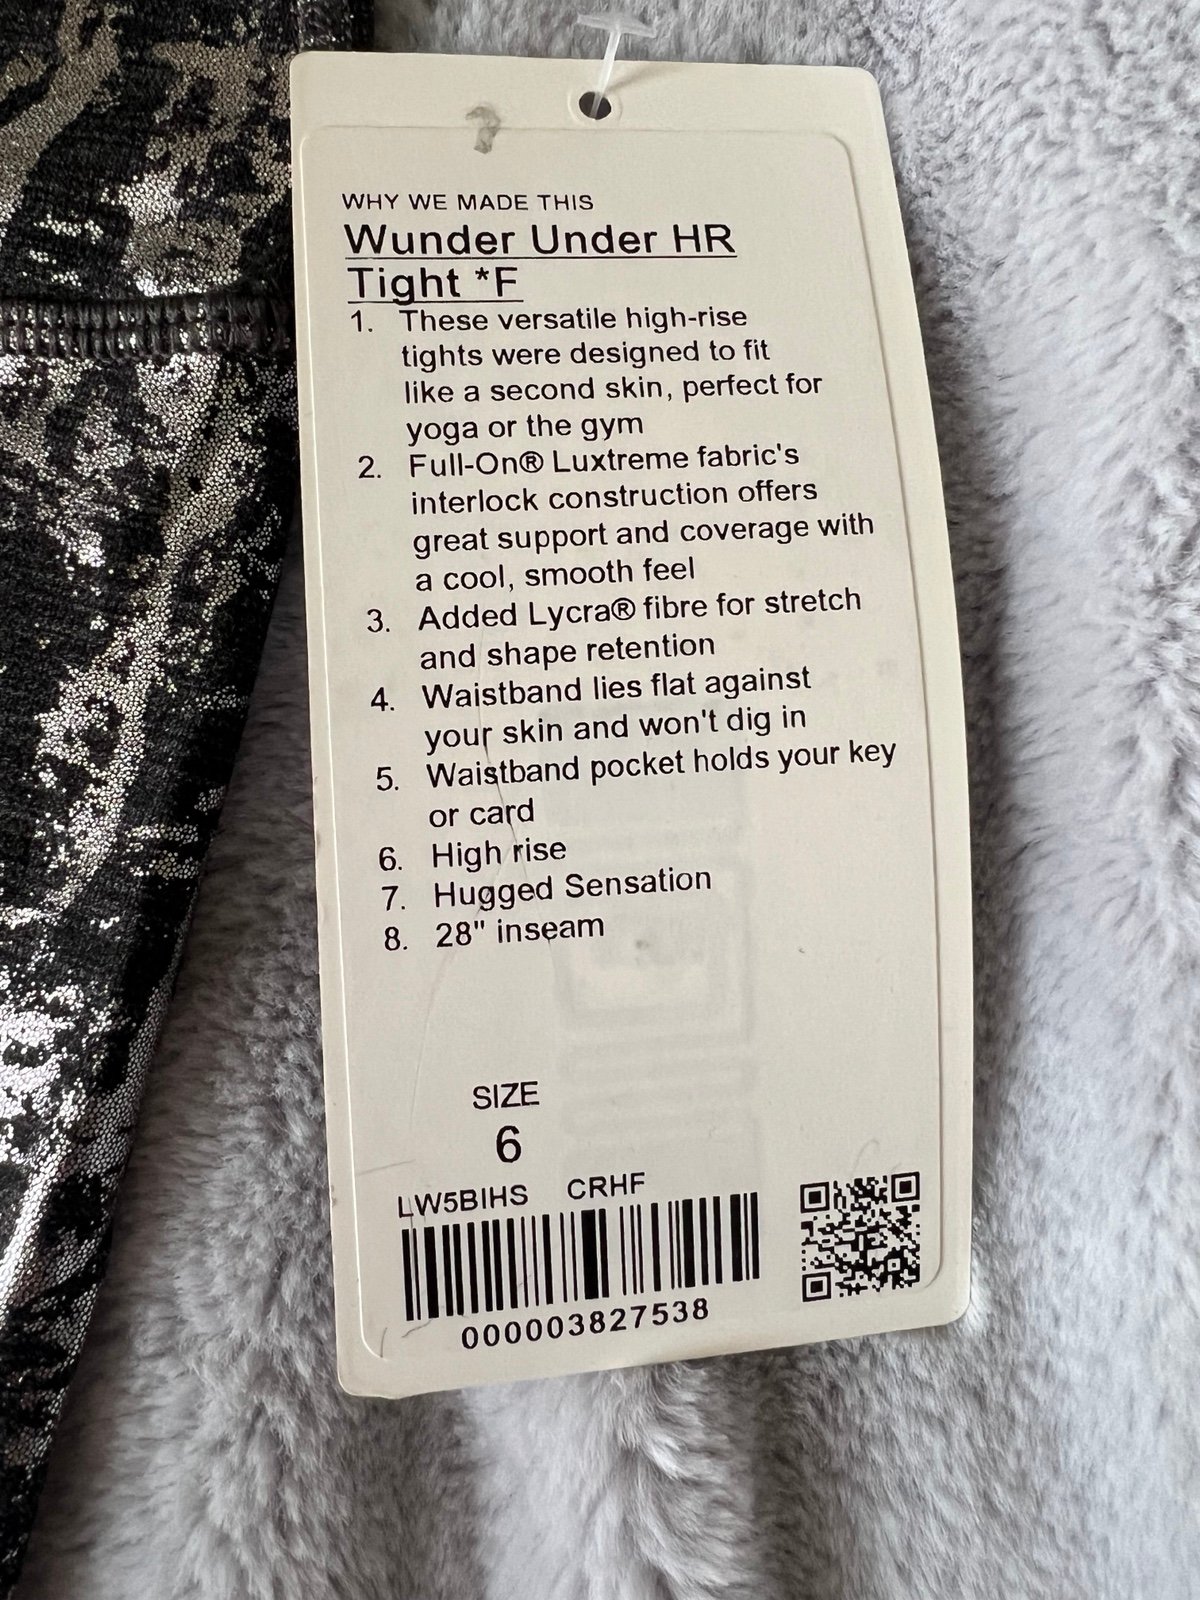 WHY WE MADE THIS
Wunder Under HR
Tight *F
1. These versatile high-rise
tights were designed to fit
like a second skin, perfect for
yoga or the gym
2. Full-On® Luxtreme fabric's
interlock construction offers
great support and coverage with
a cool, smooth feel
3. Added Lycra® fibre for stretch
and shape retention
4. Waistband lies flat against
your skin and won't dig in
5. Waistband pocket holds your key
or card
6. High rise
7. Hugged Sensation
8. 28" inseam
SIZE
6
LW5BIHS CRHF
000003827538